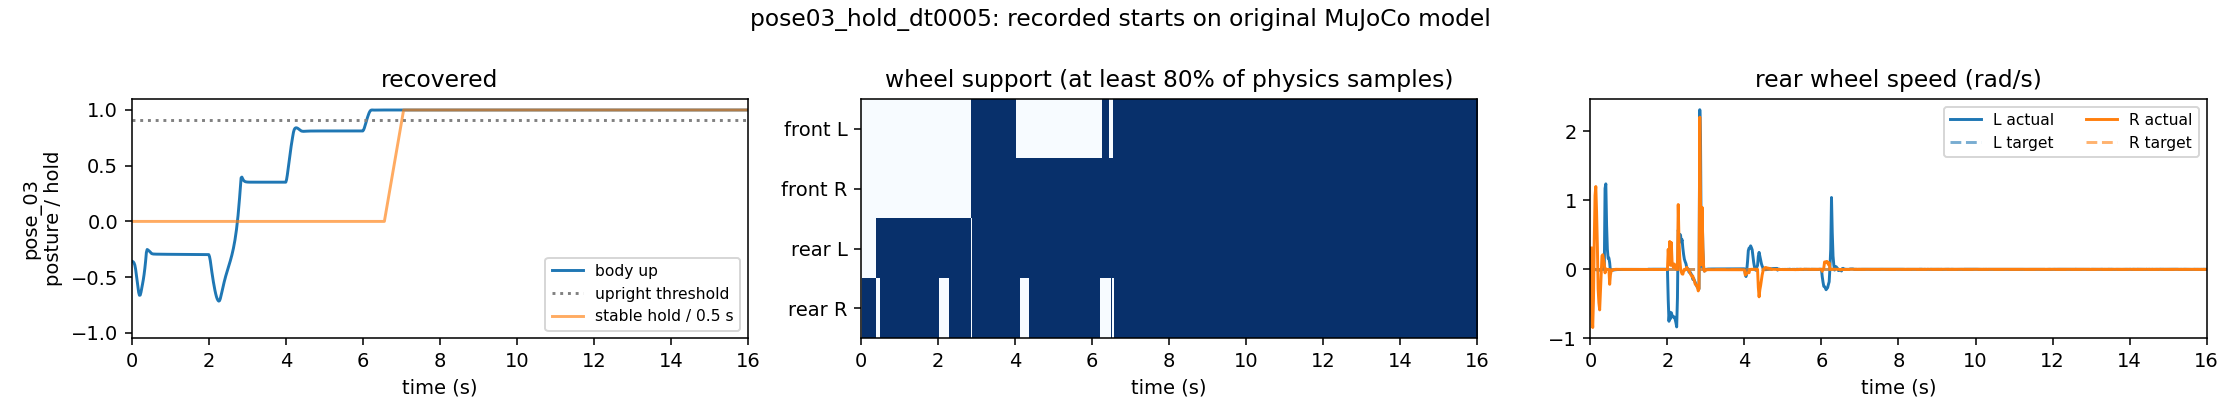 pose03_hold_dt0005: recorded starts on original MuJoCo model
recovered
pose_03
posture / hold
1.0
0.5
0.0
−0.5
−1.0
body up
upright threshold
stable hold / 0.5 s
0 2 4 6 8 10 12 14 16
time (s)
wheel support (at least 80% of physics samples)
front L
front R
rear L
rear R
0 2 4 6 8 10 12 14 16
time (s)
rear wheel speed (rad/s)
2
1
0
−1
L actual
L target
R actual
R target
0 2 4 6 8 10 12 14 16
time (s)